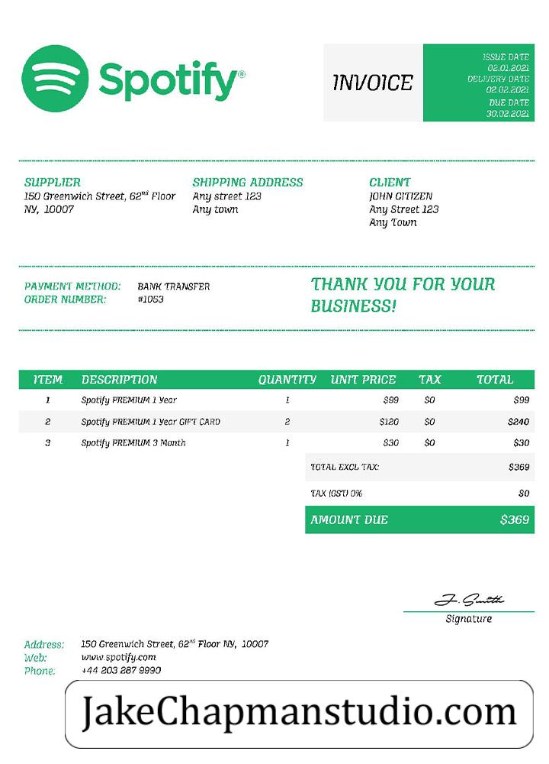 Spotify®
INVOICE
ISSUE DATE
02.01.2021
DELIVERY DATE
02.02.2021
DUE DATE
30.02.2021
SUPPLIER
150 Greenwich Street, 62nd Floor
NY, 10007
SHIPPING ADDRESS
Any street 123
Any town
CLIENT
JOHN CITIZEN
Any Street 123
Any Town
PAYMENT METHOD: BANK TRANSFER
ORDER NUMBER: #1053
THANK YOU FOR YOUR
BUSINESS!
ITEM DESCRIPTION QUANTITY UNIT PRICE TAX TOTAL
1 Spotify PREMIUM 1 Year 1 $99 $0 $99
2 Spotify PREMIUM 1 Year GIFT CARD 2 $120 $0 $240
3 Spotify PREMIUM 3 Month 1 $30 $0 $30
TOTAL EXCL TAX: $369
TAX (GST) 0% $0
AMOUNT DUE $369
J. Smith
Signature
Address: 150 Greenwich Street, 62nd Floor NY, 10007
Web: www.spotify.com
Phone: +44 203 287 9990
JakeChapmanstudio.com